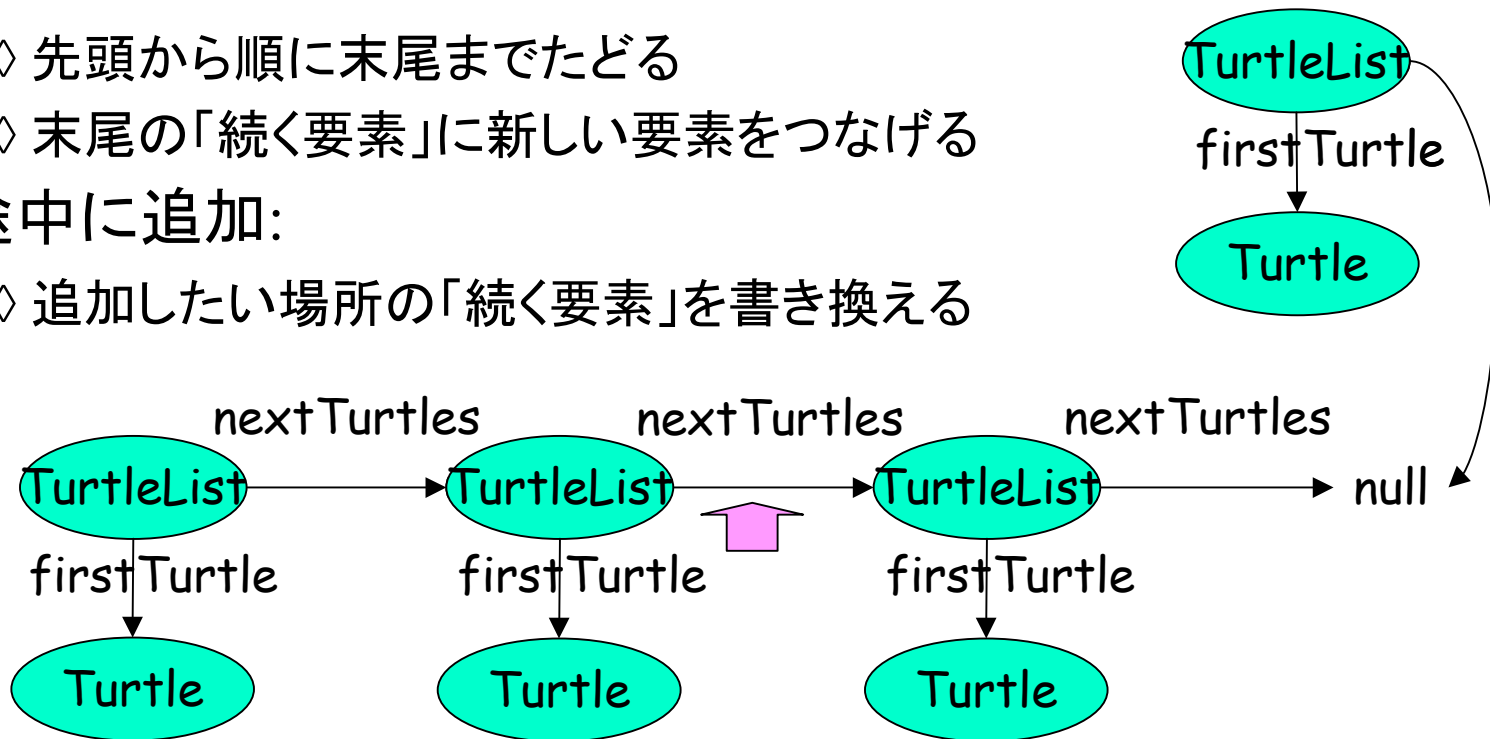 ◊ 先頭から順に末尾までたどる
◊ 末尾の「続く要素」に新しい要素をつなげる
途中に追加:
◊ 追加したい場所の「続く要素」を書き換える
TurtleList
firstTurtle
Turtle
nextTurtles nextTurtles nextTurtles
TurtleList TurtleList TurtleList null
firstTurtle firstTurtle firstTurtle
Turtle Turtle Turtle